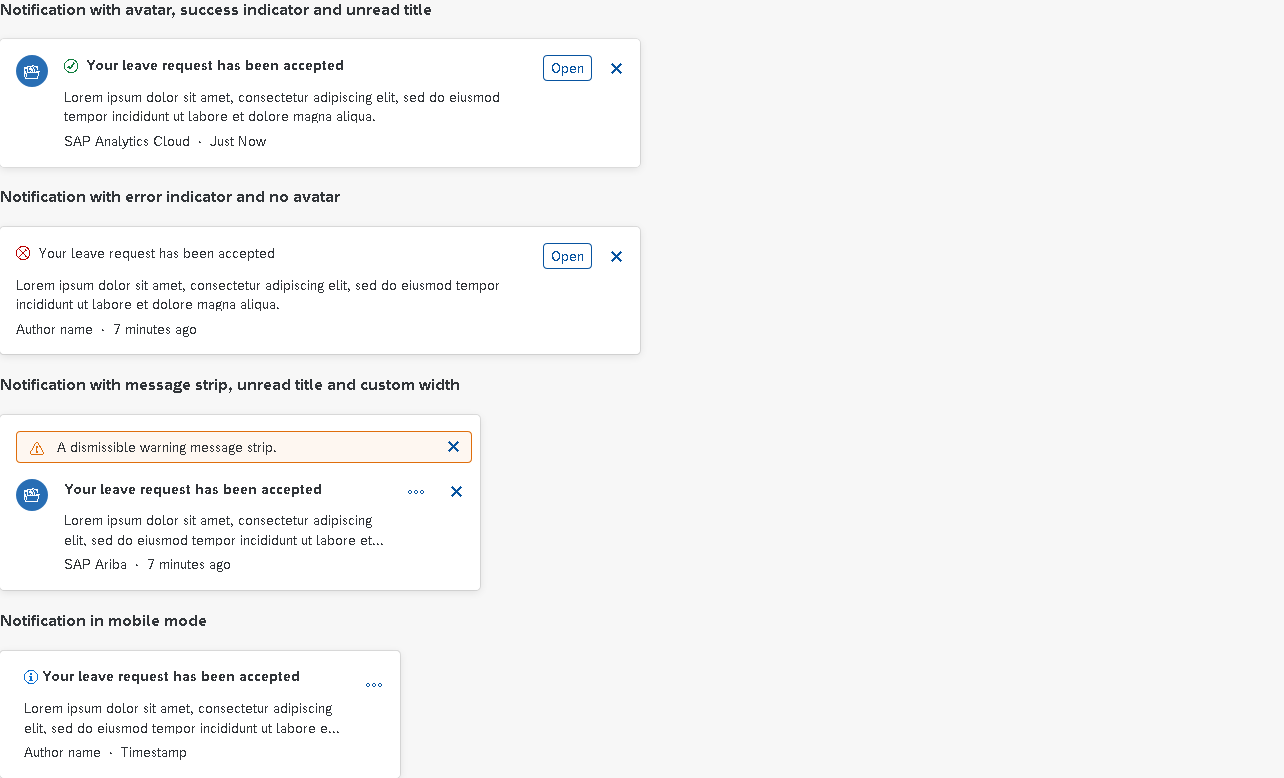 Notification with avatar, success indicator and unread title
Your leave request has been accepted
Open
Lorem ipsum dolor sit amet, consectetur adipiscing elit, sed do eiusmod
tempor incididunt ut labore et dolore magna aliqua.
SAP Analytics Cloud · Just Now
Notification with error indicator and no avatar
Your leave request has been accepted
Open
Lorem ipsum dolor sit amet, consectetur adipiscing elit, sed do eiusmod tempor
incididunt ut labore et dolore magna aliqua.
Author name · 7 minutes ago
Notification with message strip, unread title and custom width
A dismissible warning message strip.
Your leave request has been accepted
Lorem ipsum dolor sit amet, consectetur adipiscing
elit, sed do eiusmod tempor incididunt ut labore et...
SAP Ariba · 7 minutes ago
Notification in mobile mode
Your leave request has been accepted
Lorem ipsum dolor sit amet, consectetur adipiscing
elit, sed do eiusmod tempor incididunt ut labore e...
Author name · Timestamp